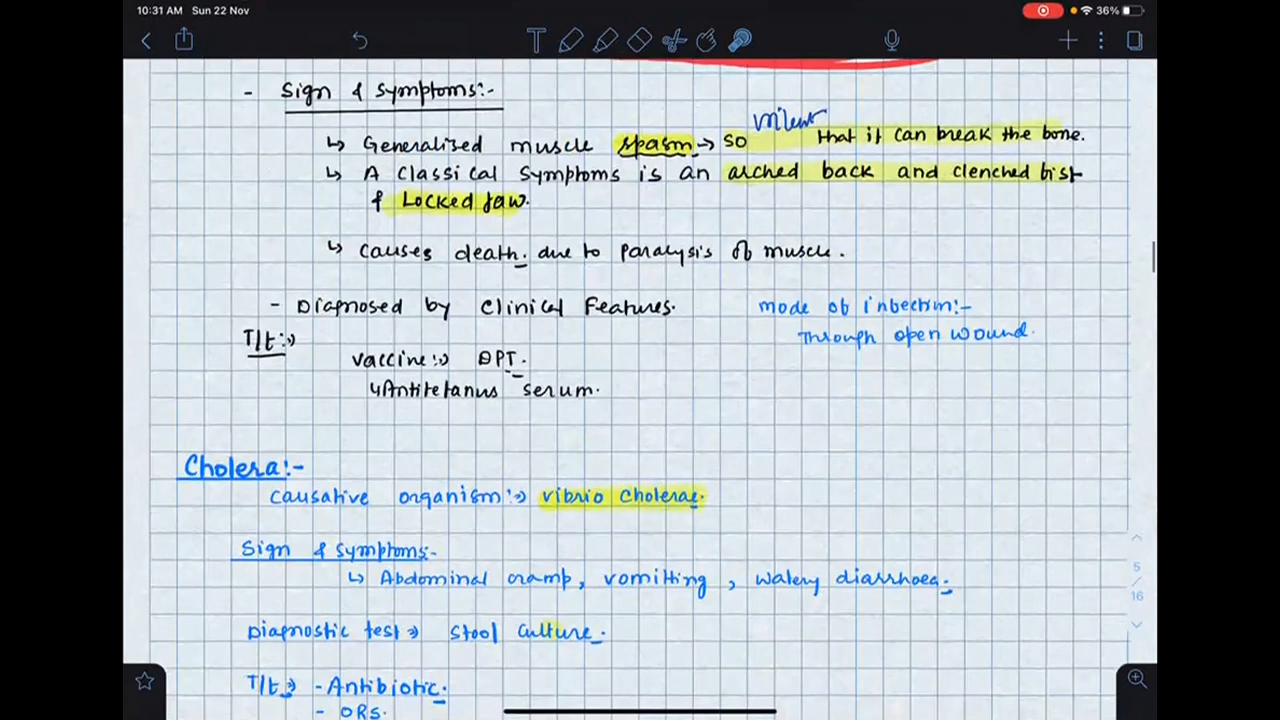 10:31 AM Sun 22 Nov
36%
- Sign & symptoms:-
↳ Generalised muscle spasm → so violent that it can break the bone.
↳ A Classical Symptoms is an arched back and clenched fist
& Locked Jaw.
↳ causes death due to paralysis of muscle.
- Diagnosed by Clinical Features.
mode of infection:-
Through open wound.
T/t:→
vaccine:→ DPT.
↳Antitetanus serum.
Cholera:-
causative organism:→ vibrio cholerae.
Sign & symptoms:-
↳ Abdominal cramp, vomitting, watery diarrhoea.
Diagnostic test→ stool culture.
5
/
16
T/t→ - Antibiotic.
- ORS.